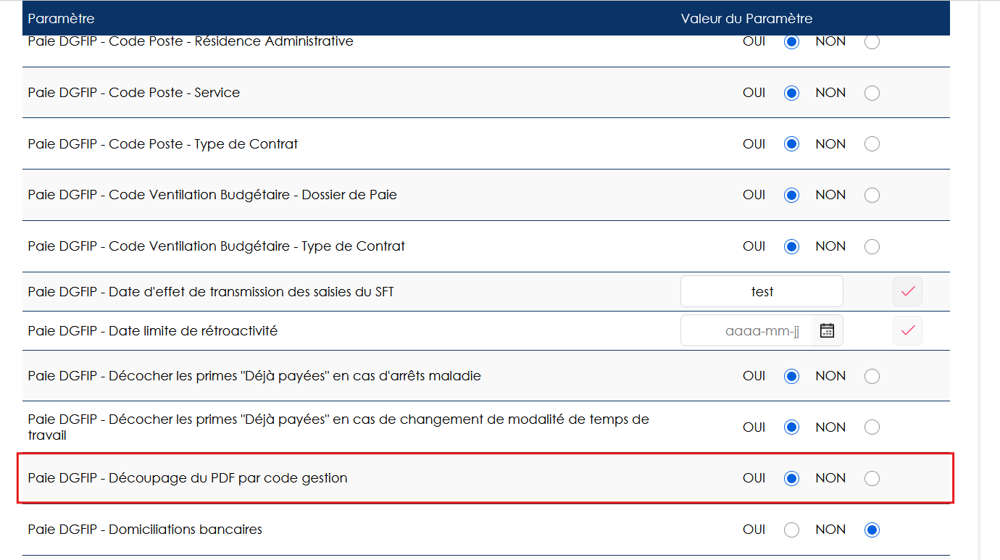 Paramètre Valeur du Paramètre
Paie DGFIP - Code Poste - Résidence Administrative OUI NON
Paie DGFIP - Code Poste - Service OUI NON
Paie DGFIP - Code Poste - Type de Contrat OUI NON
Paie DGFIP - Code Ventilation Budgétaire - Dossier de Paie OUI NON
Paie DGFIP - Code Ventilation Budgétaire - Type de Contrat OUI NON
Paie DGFIP - Date d'effet de transmission des saisies du SFT test
Paie DGFIP - Date limite de rétroactivité aaaa-mm-jj
Paie DGFIP - Décocher les primes "Déjà payées" en cas d'arrêts maladie OUI NON
Paie DGFIP - Décocher les primes "Déjà payées" en cas de changement de modalité de temps de
travail OUI NON
Paie DGFIP - Découpage du PDF par code gestion OUI NON
Paie DGFIP - Domiciliations bancaires OUI NON